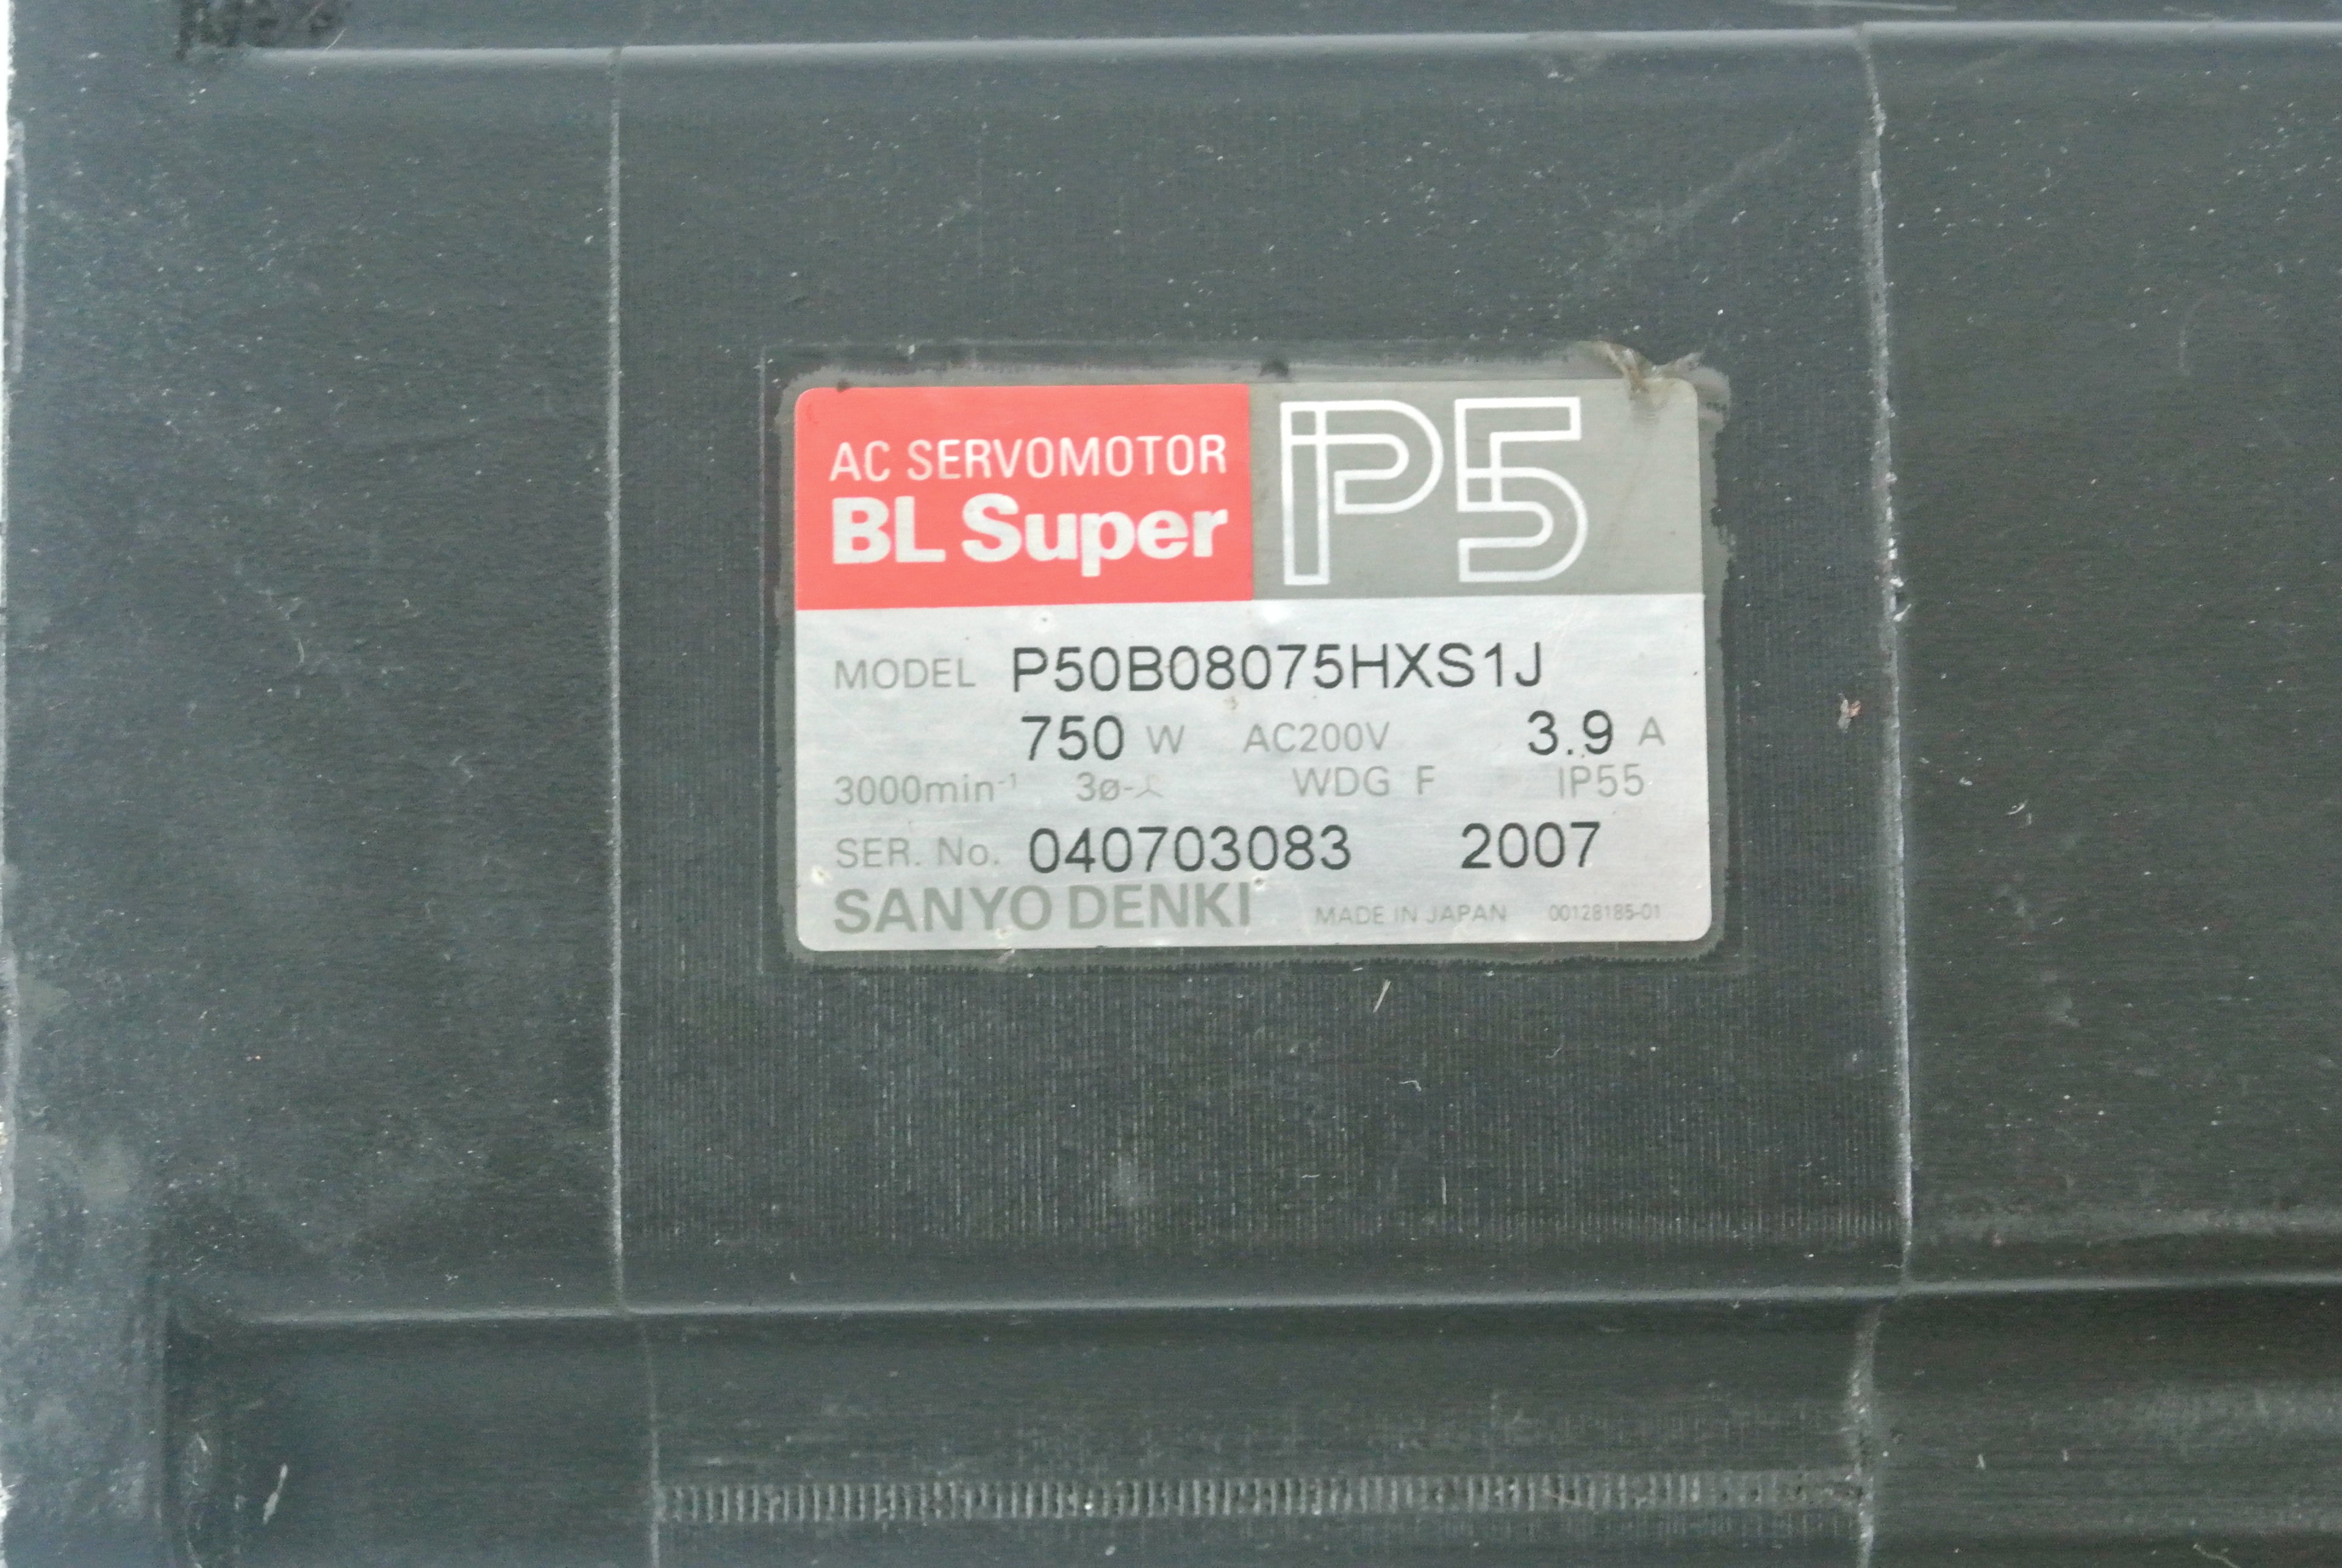 AC SERVOMOTOR
BL Super
P5
MODEL P50B08075HXS1J
750 W AC200V 3.9 A
3000min⁻¹ 3ø-⅄ WDG F IP55
SER. No. 040703083 2007
SANYO DENKI MADE IN JAPAN 00128185-01